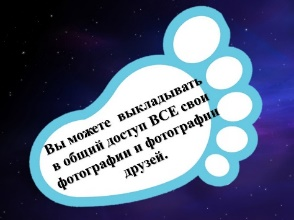 Вы можете выкладывать
в общий доступ ВСЕ свои
фотографии и фотографии
друзей.